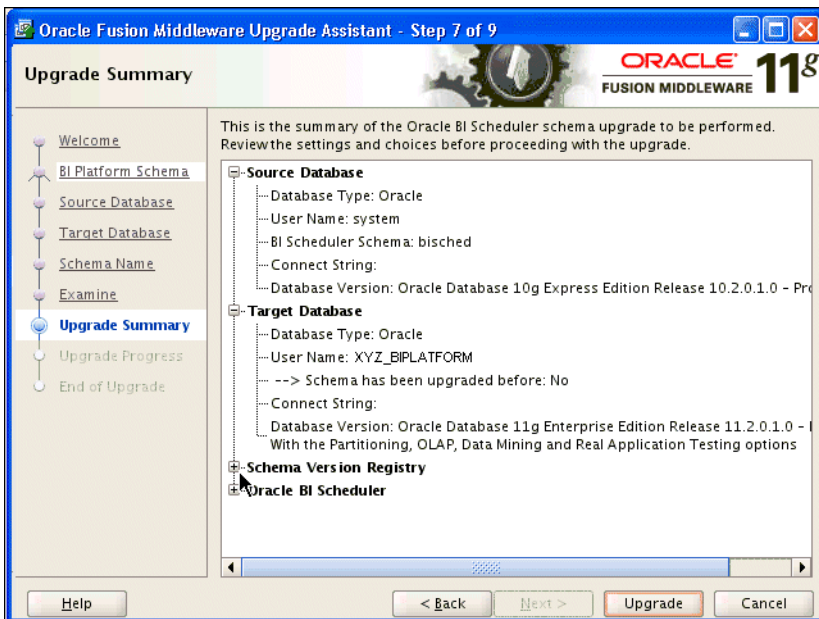 Oracle Fusion Middleware Upgrade Assistant - Step 7 of 9
Upgrade Summary
ORACLE
FUSION MIDDLEWARE
11g
Welcome
BI Platform Schema
Source Database
Target Database
Schema Name
Examine
Upgrade Summary
Upgrade Progress
End of Upgrade
This is the summary of the Oracle BI Scheduler schema upgrade to be performed.
Review the settings and choices before proceeding with the upgrade.
Source Database
Database Type: Oracle
User Name: system
BI Scheduler Schema: bisched
Connect String:
Database Version: Oracle Database 10g Express Edition Release 10.2.0.1.0 - Pro
Target Database
Database Type: Oracle
User Name: XYZ_BIPLATFORM
--> Schema has been upgraded before: No
Connect String:
Database Version: Oracle Database 11g Enterprise Edition Release 11.2.0.1.0 -
With the Partitioning, OLAP, Data Mining and Real Application Testing options
Schema Version Registry
Oracle BI Scheduler
Help
< Back
Next >
Upgrade
Cancel